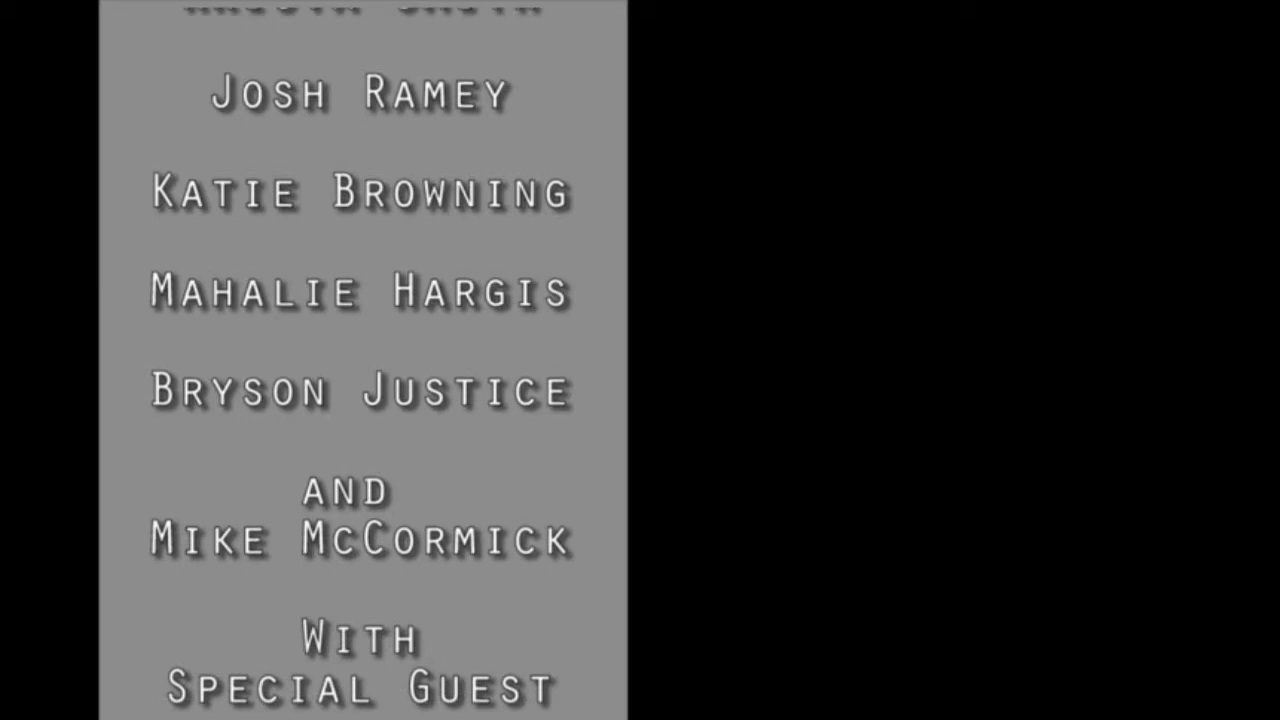 Josh Ramey
Katie Browning
Mahalie Hargis
Bryson Justice
and
Mike McCormick
With
Special Guest